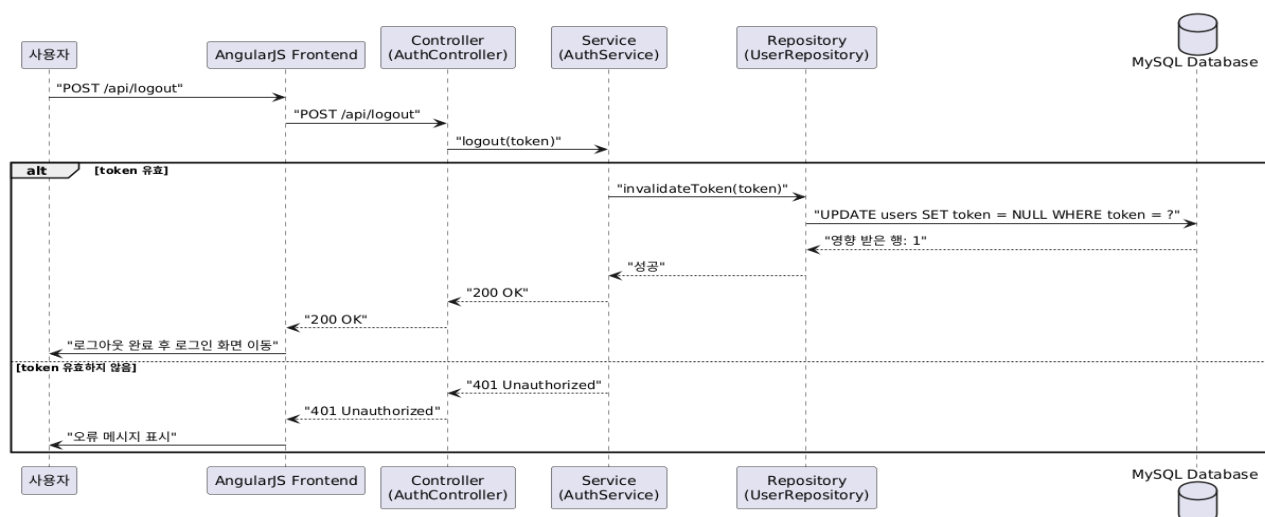 사용자
AngularJS Frontend
Controller
(AuthController)
Service
(AuthService)
Repository
(UserRepository)
MySQL Database
"POST /api/logout"
"POST /api/logout"
"logout(token)"
alt
[token 유효]
"invalidateToken(token)"
"UPDATE users SET token = NULL WHERE token = ?"
"영향 받은 행: 1"
"성공"
"200 OK"
"200 OK"
"로그아웃 완료 후 로그인 화면 이동"
[token 유효하지 않음]
"401 Unauthorized"
"401 Unauthorized"
"오류 메시지 표시"
사용자
AngularJS Frontend
Controller
(AuthController)
Service
(AuthService)
Repository
(UserRepository)
MySQL Database